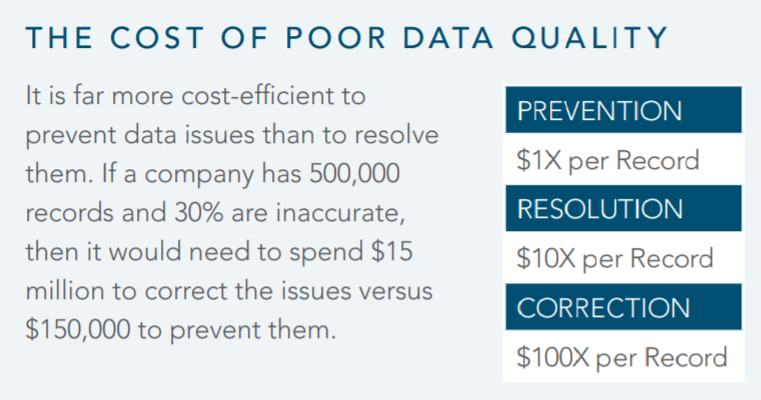 THE COST OF POOR DATA QUALITY
It is far more cost-efficient to
prevent data issues than to resolve
them. If a company has 500,000
records and 30% are inaccurate,
then it would need to spend $15
million to correct the issues versus
$150,000 to prevent them.
PREVENTION
$1X per Record
RESOLUTION
$10X per Record
CORRECTION
$100X per Record